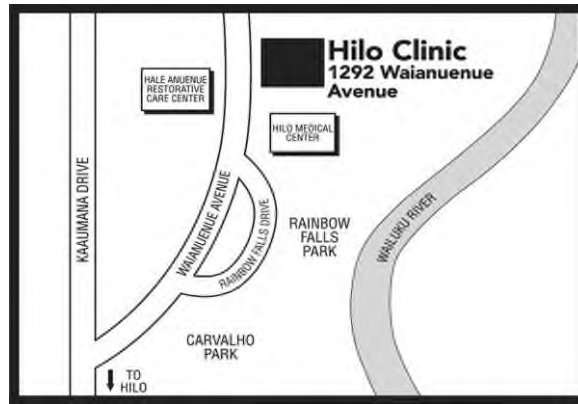 Hilo Clinic
1292 Waianuenue
Avenue
HALE ANUENUE
RESTORATIVE
CARE CENTER
HILO MEDICAL
CENTER
KAAUMANA DRIVE
WAIANUENUE AVENUE
RAINBOW FALLS DRIVE
RAINBOW
FALLS
PARK
WAILUKU RIVER
CARVALHO
PARK
TO
HILO